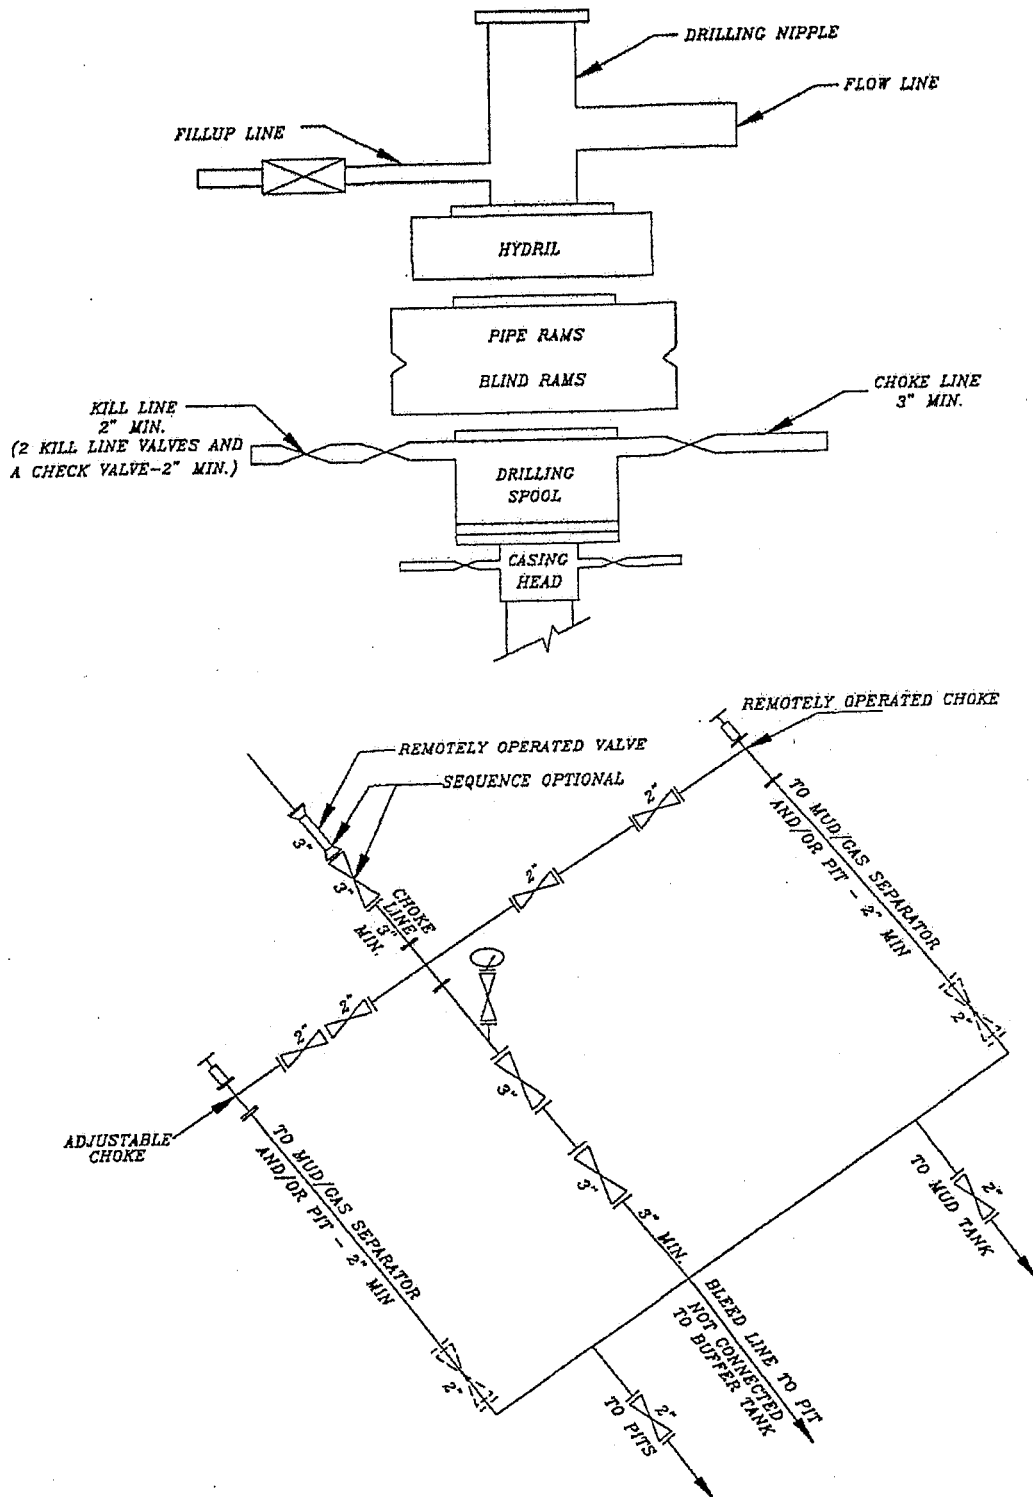 DRILLING NIPPLE
FLOW LINE
FILLUP LINE
HYDRIL
PIPE RAMS
BLIND RAMS
CHOKE LINE
3" MIN.
KILL LINE
2" MIN.
(2 KILL LINE VALVES AND
A CHECK VALVE-2" MIN.)
DRILLING
SPOOL
CASING
HEAD
REMOTELY OPERATED CHOKE
REMOTELY OPERATED VALVE
SEQUENCE OPTIONAL
3"
3"
CHOKE
LINE
3"
MIN.
2"
2"
2"
2"
TO MUD/GAS SEPARATOR
AND/OR PIT - 2" MIN
2"
3"
3"
3" MIN.
ADJUSTABLE
CHOKE
TO MUD/GAS SEPARATOR
AND/OR PIT - 2" MIN
2"
2"
TO MUD TANK
BLEED LINE TO PIT
NOT CONNECTED
TO BUFFER TANK
2"
TO PITS